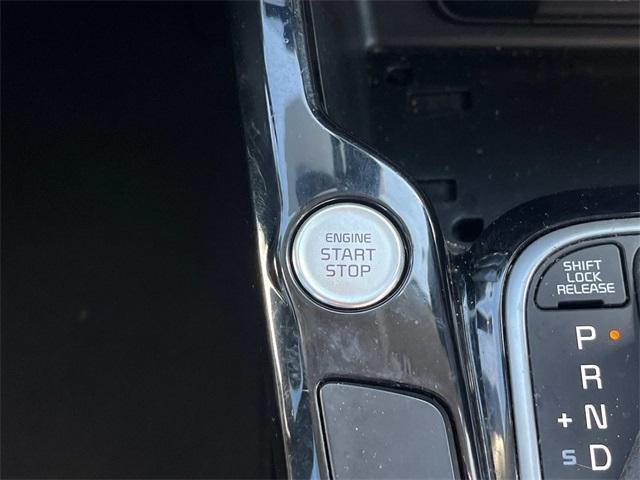 ENGINE
START
STOP
SHIFT
LOCK
RELEASE
P
R
+ N
S D